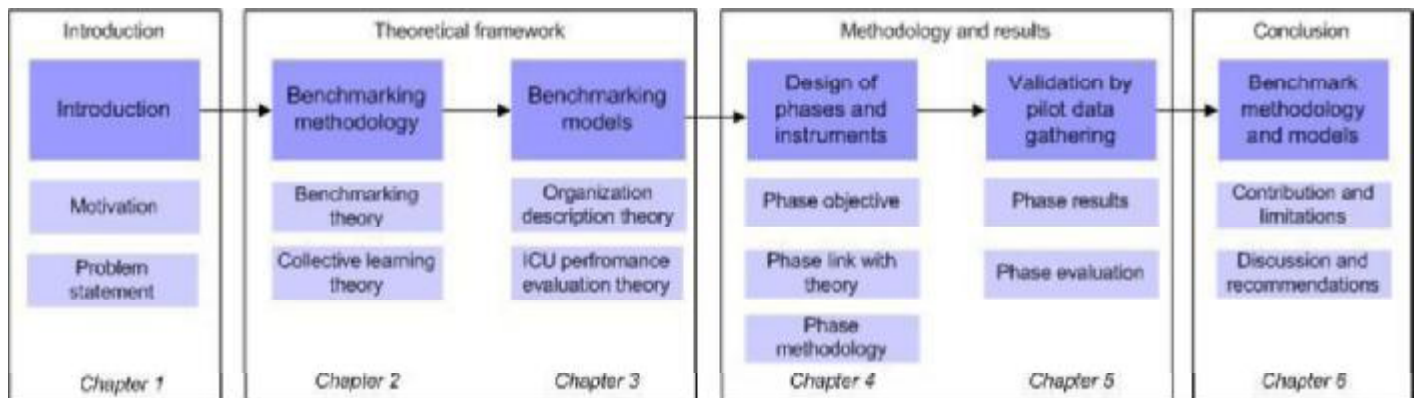 Introduction
Theoretical framework
Methodology and results
Conclusion
Introduction
Benchmarking
methodology
Benchmarking
models
Design of
phases and
instruments
Validation by
pilot data
gathering
Benchmark
methodology
and models
Motivation
Problem
statement
Benchmarking
theory
Collective learning
theory
Organization
description theory
ICU perfromance
evaluation theory
Phase objective
Phase link with
theory
Phase
methodology
Phase results
Phase evaluation
Contribution and
limitations
Discussion and
recommendations
Chapter 1
Chapter 2
Chapter 3
Chapter 4
Chapter 5
Chapter 6